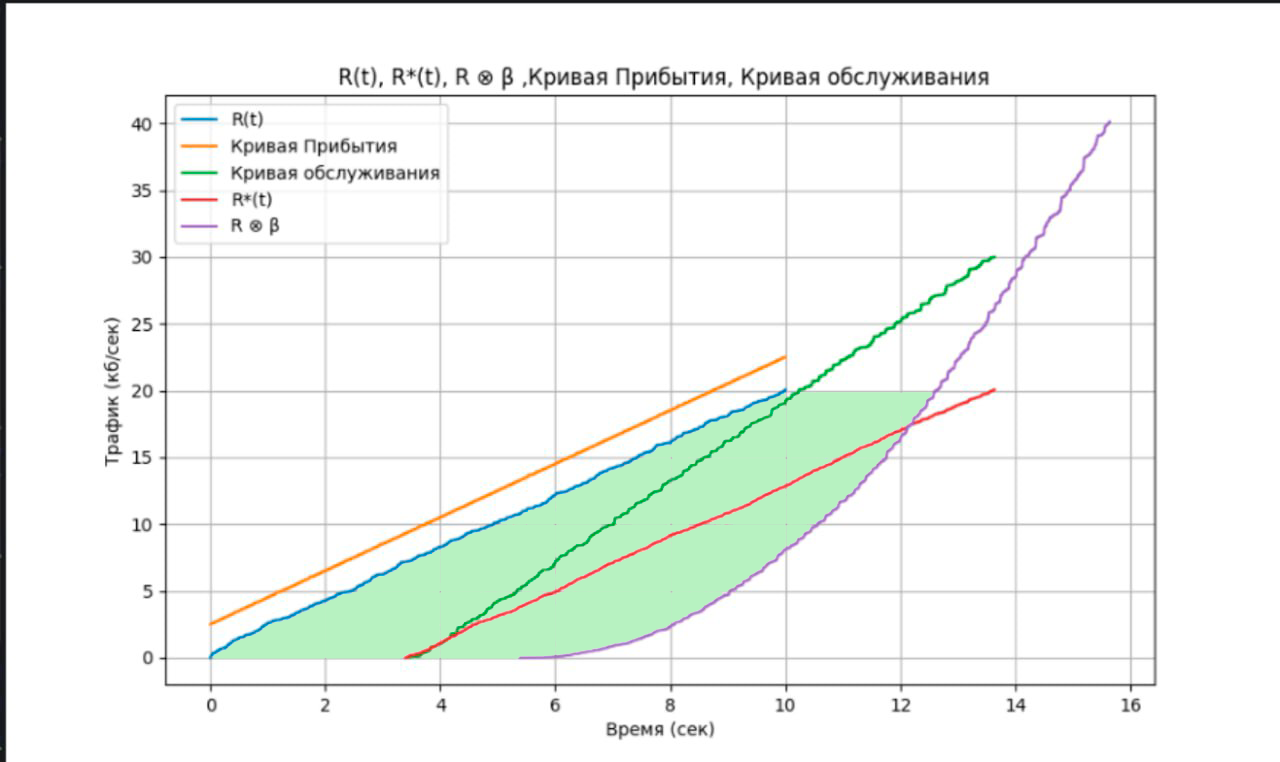 R(t), R*(t), R ⊗ β ,Кривая Прибытия, Кривая обслуживания
R(t)
Кривая Прибытия
Кривая обслуживания
R*(t)
R ⊗ β
Трафик (кб/сек)
40
35
30
25
20
15
10
5
0
0 2 4 6 8 10 12 14 16
Время (сек)